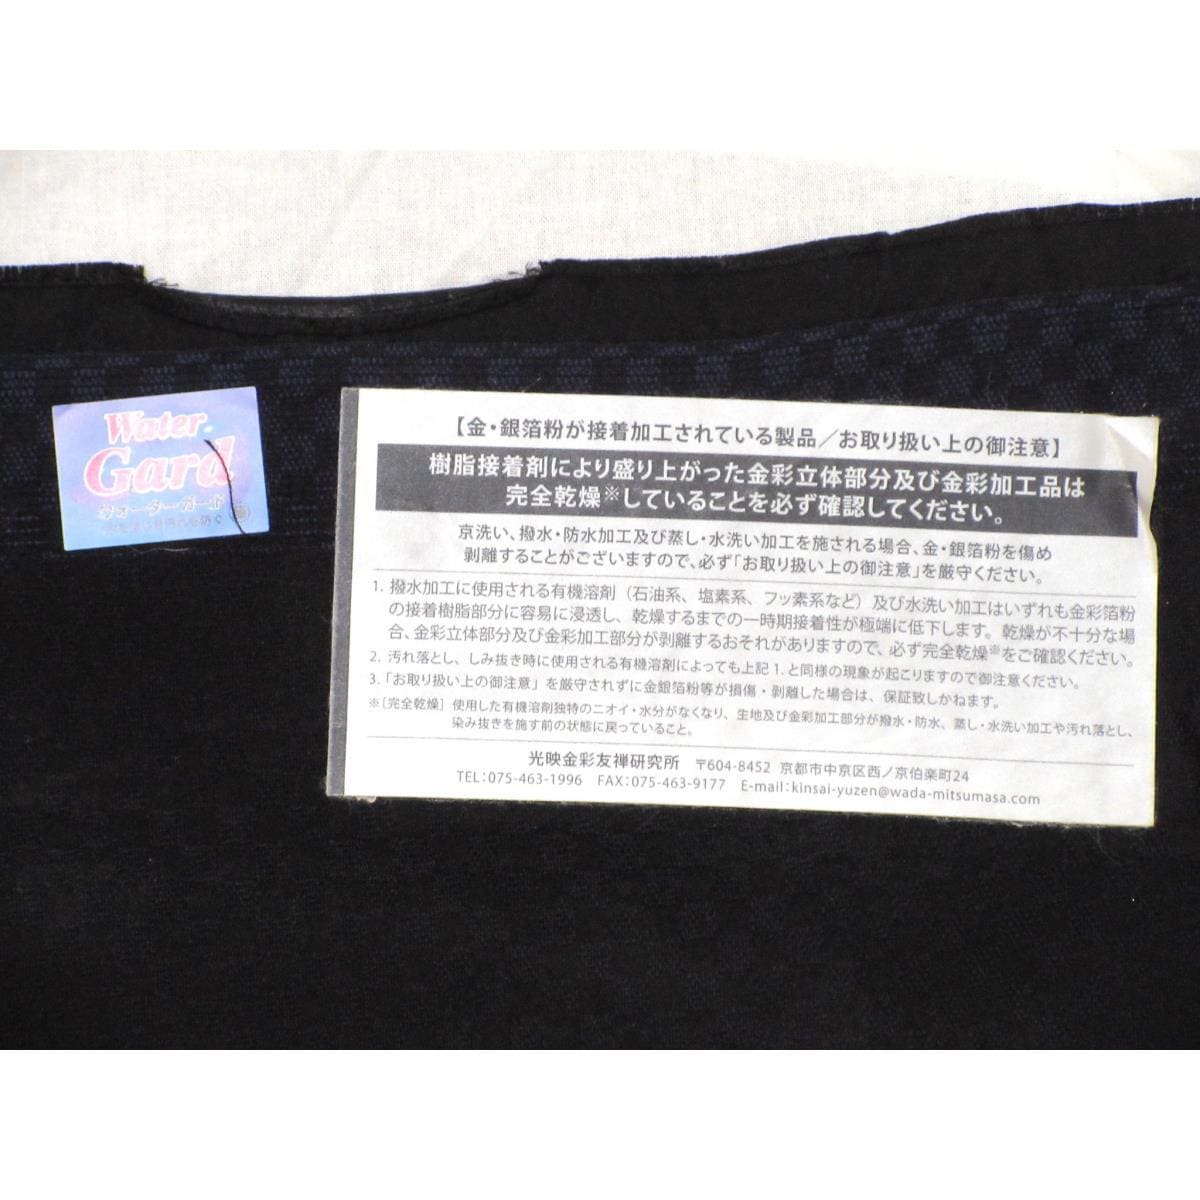 Water
Gard
ウォーターガード
を防ぐ
【金・銀箔粉が接着加工されている製品／お取り扱い上の御注意】
樹脂接着剤により盛り上がった金彩立体部分及び金彩加工品は
完全乾燥※していることを必ず確認してください。
京洗い、撥水・防水加工及び蒸し・水洗い加工を施される場合、金・銀箔粉を傷め
剥離することがございますので、必ず「お取り扱い上の御注意」を厳守ください。
1. 撥水加工に使用される有機溶剤（石油系、塩素系、フッ素系など）及び水洗い加工はいずれも金彩箔粉
の接着樹脂部分に容易に浸透し、乾燥するまでの一時期接着性が極端に低下します。乾燥が不十分な場
合、金彩立体部分及び金彩加工部分が剥離するおそれがありますので、必ず完全乾燥※をご確認ください。
2. 汚れ落とし、しみ抜き時に使用される有機溶剤によっても上記1.と同様の現象が起こりますので御注意ください。
3.「お取り扱い上の御注意」を厳守されずに金銀箔粉等が損傷・剥離した場合は、保証致しかねます。
※［完全乾燥］使用した有機溶剤独特のニオイ・水分がなくなり、生地及び金彩加工部分が撥水・防水、蒸し・水洗い加工や汚れ落とし、
染み抜きを施す前の状態に戻っていること。
光映金彩友禅研究所 〒604-8452 京都市中京区西ノ京伯楽町24
TEL：075-463-1996 FAX：075-463-9177 E-mail：kinsai-yuzen@wada-mitsumasa.com